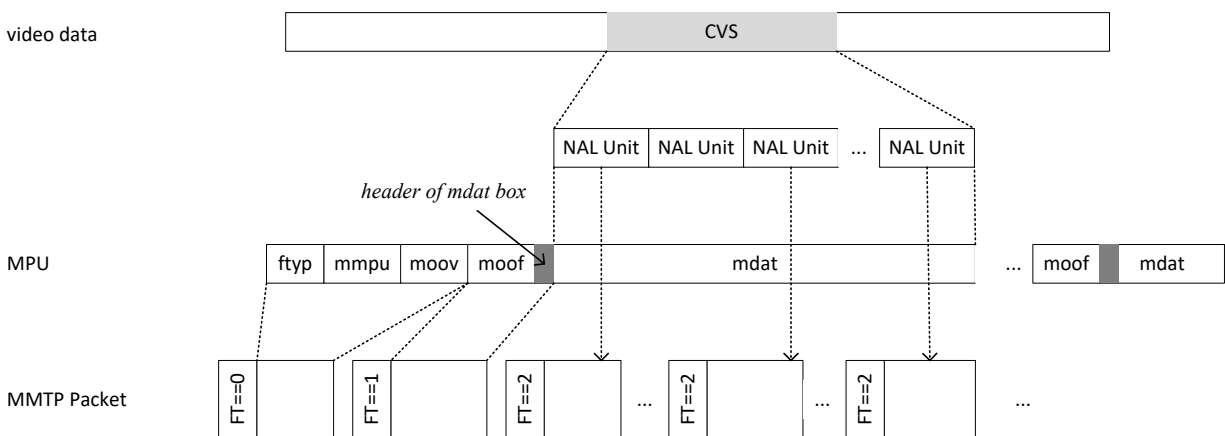 video data
CVS
NAL Unit NAL Unit NAL Unit ... NAL Unit
header of mdat box
MPU
ftyp mmpu moov moof mdat ... moof mdat
MMTP Packet
FT==0 FT==1 FT==2 ... FT==2 ... FT==2 ...